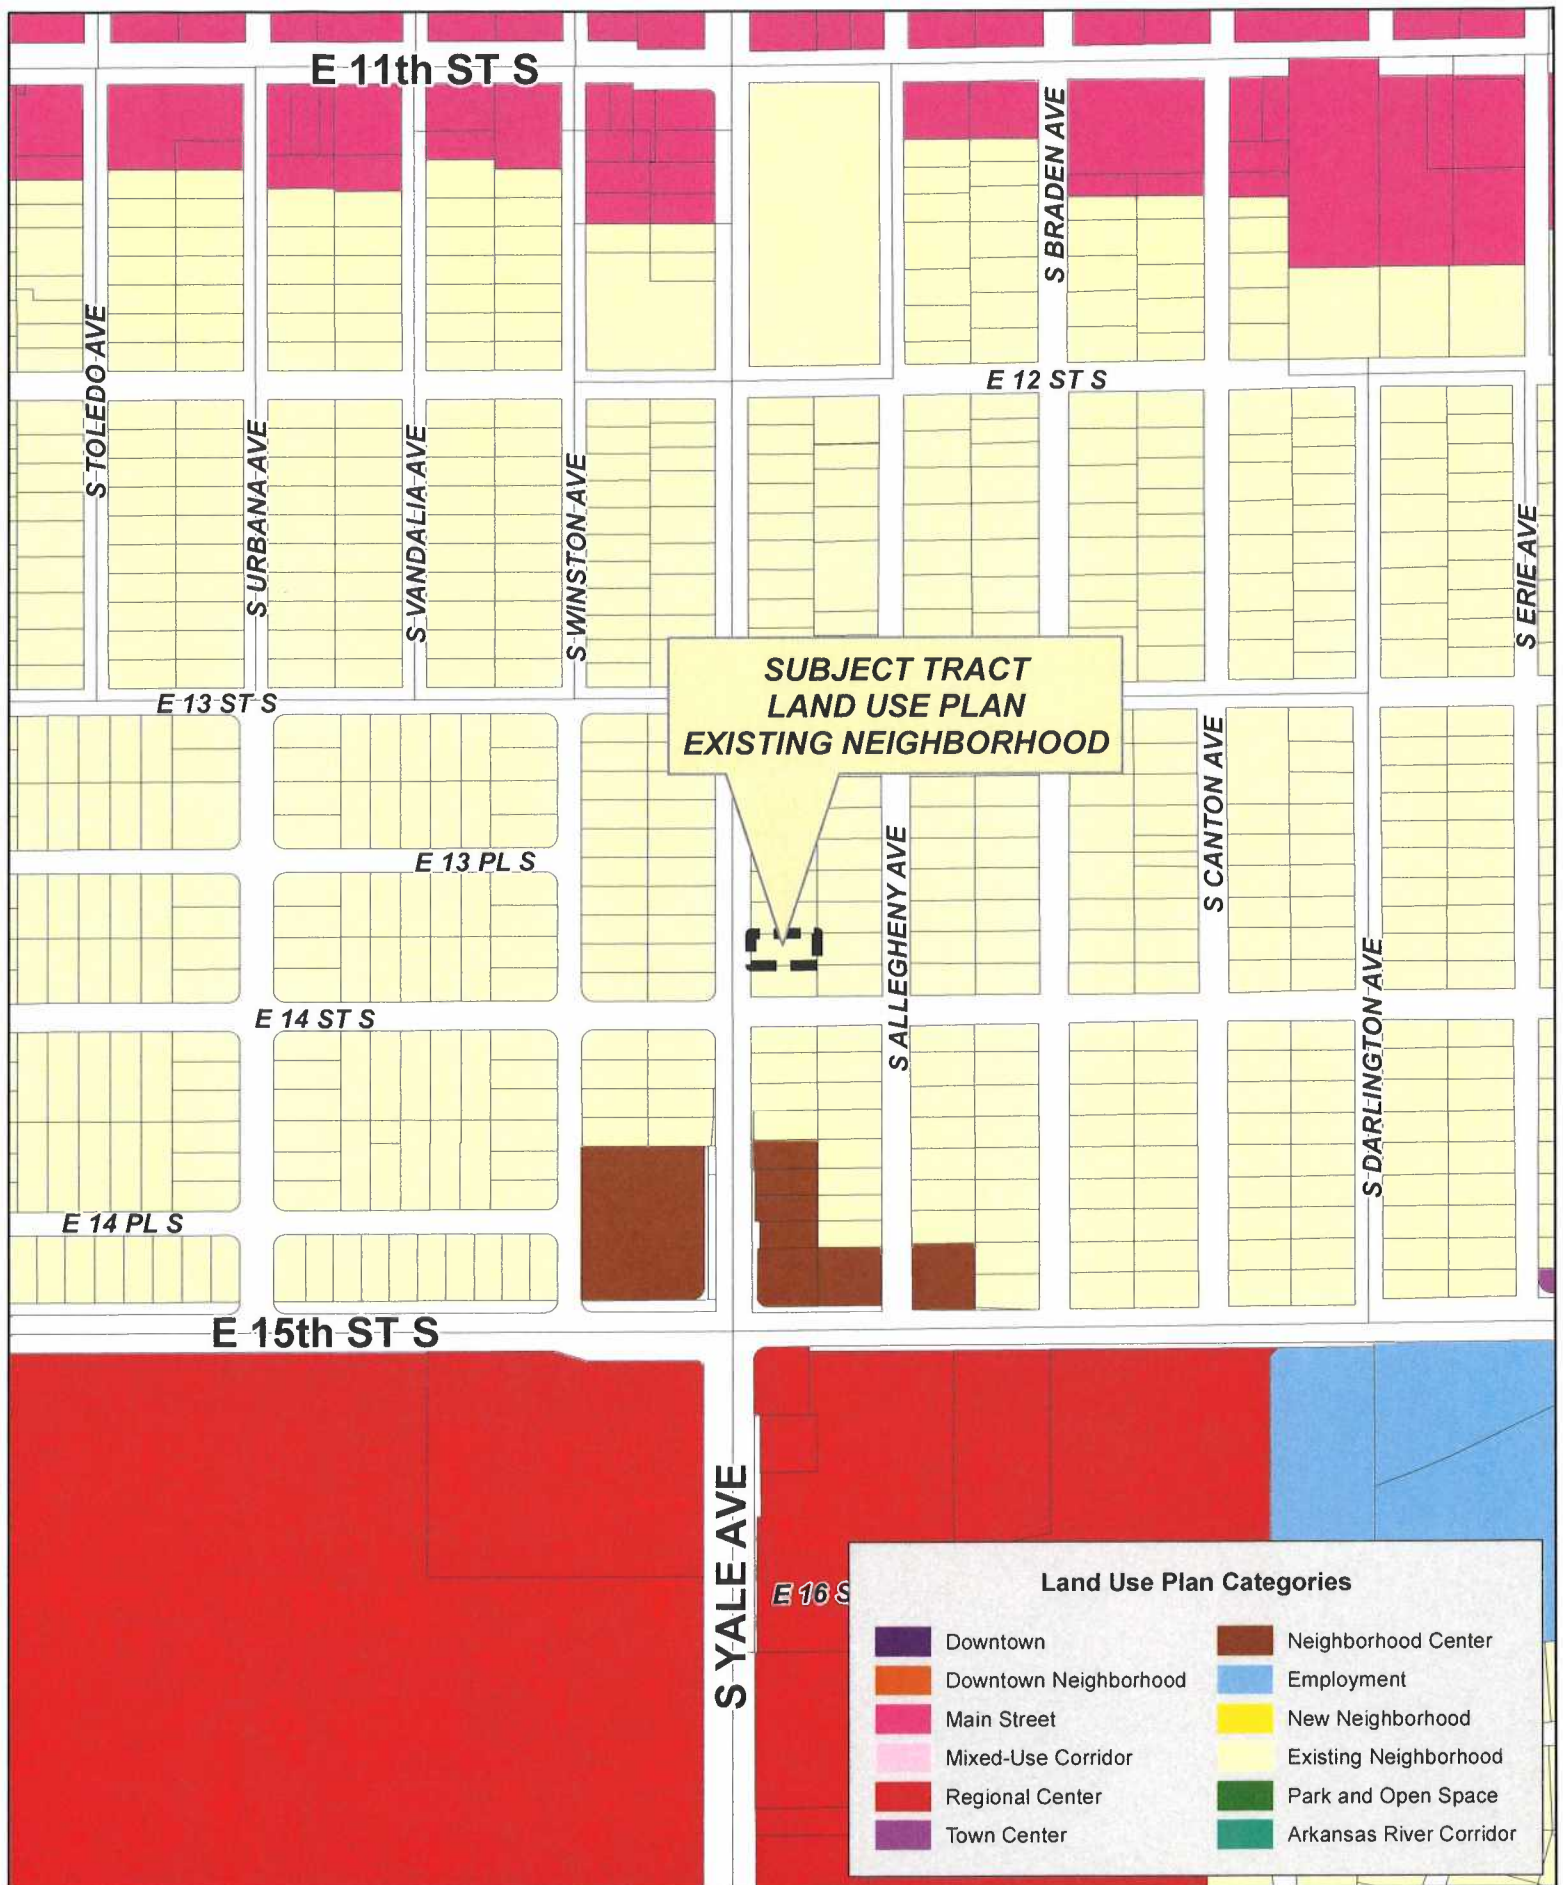 E 11th ST S
S BRADEN AVE
S TOLEDO AVE
E 12 ST S
S URBANA AVE
S VANDALIA AVE
S WINSTON AVE
S ERIE AVE
SUBJECT TRACT
LAND USE PLAN
EXISTING NEIGHBORHOOD
E 13 ST S
S CANTON AVE
E 13 PL S
S ALLEGHENY AVE
S DARLINGTON AVE
E 14 ST S
E 14 PL S
E 15th ST S
S YALE AVE
E 16 S
Land Use Plan Categories
Downtown
Downtown Neighborhood
Main Street
Mixed-Use Corridor
Regional Center
Town Center
Neighborhood Center
Employment
New Neighborhood
Existing Neighborhood
Park and Open Space
Arkansas River Corridor